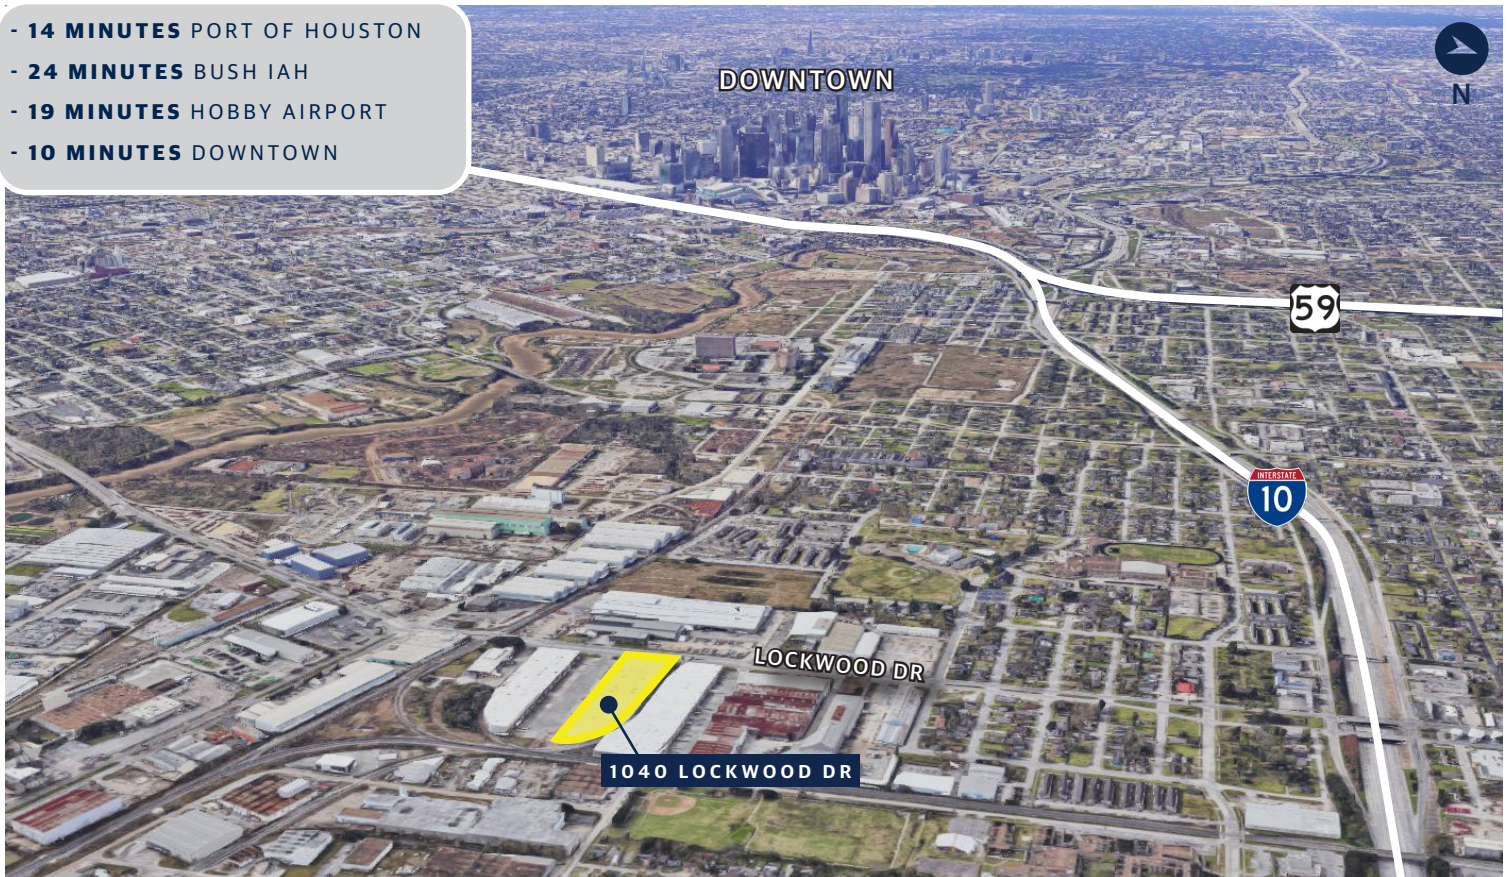 - 14 MINUTES PORT OF HOUSTON
- 24 MINUTES BUSH IAH
- 19 MINUTES HOBBY AIRPORT
- 10 MINUTES DOWNTOWN
DOWNTOWN
N
59
INTERSTATE
10
LOCKWOOD DR
1040 LOCKWOOD DR